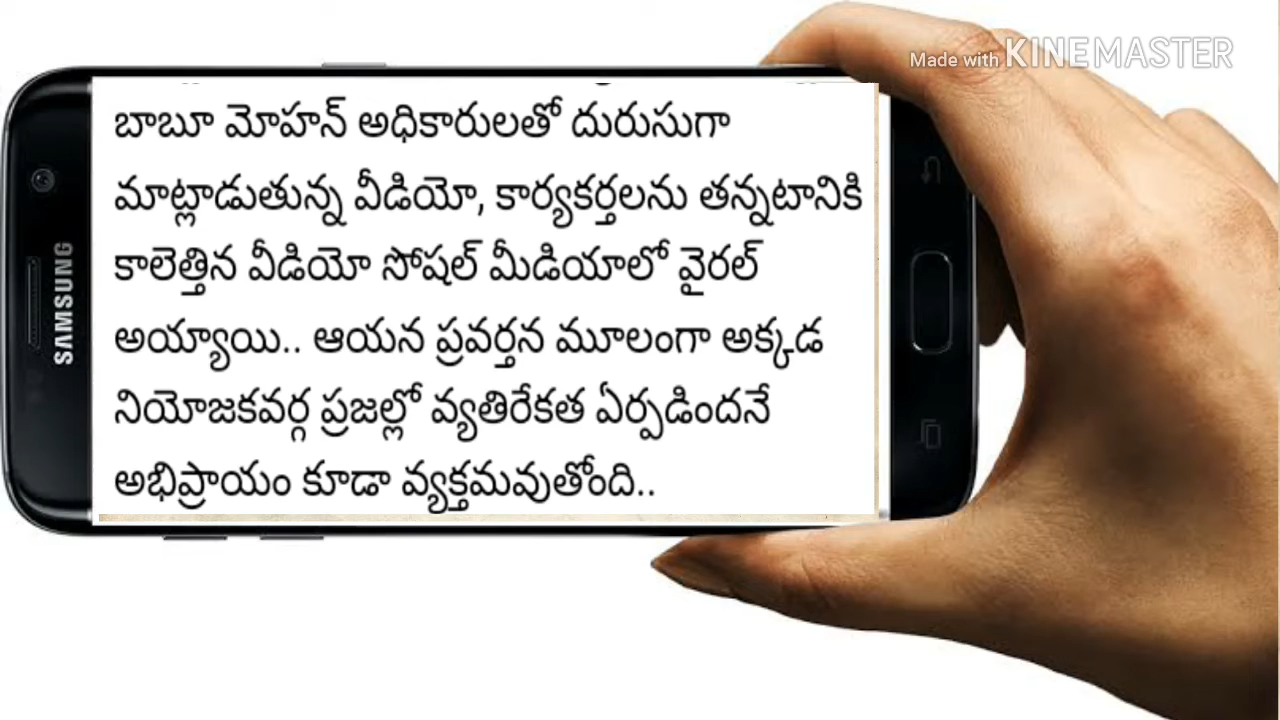 Made with KINEMASTER
బాబూ మోహన్ అధికారులతో దురుసుగా
మాట్లాడుతున్న వీడియో, కార్యకర్తలను తన్నటానికి
కాలెత్తిన వీడియో సోషల్ మీడియాలో వైరల్
అయ్యాయి.. ఆయన ప్రవర్తన మూలంగా అక్కడ
నియోజకవర్గ ప్రజల్లో వ్యతిరేకత ఏర్పడిందనే
అభిప్రాయం కూడా వ్యక్తమవుతోంది..
SAMSUNG